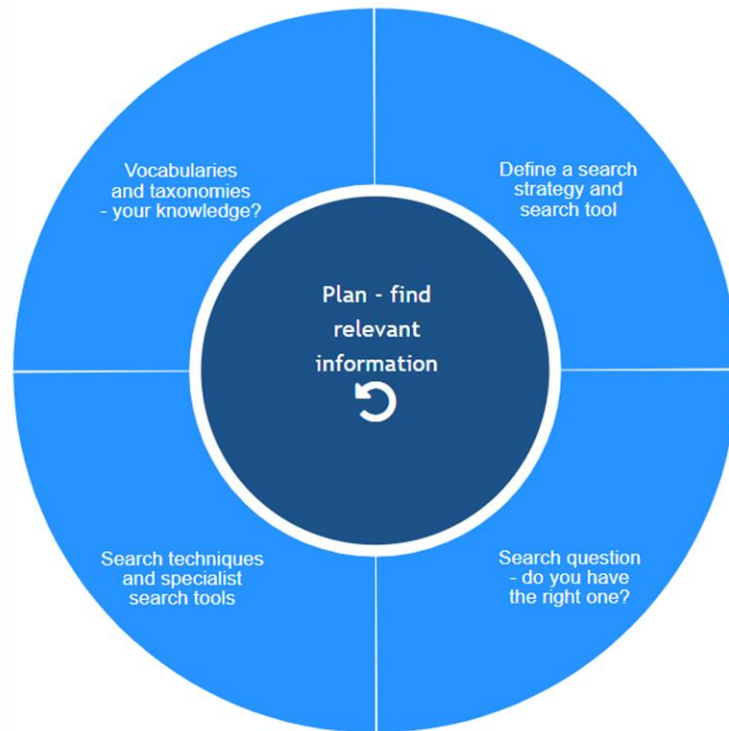 Vocabularies
and taxonomies
- your knowledge?
Define a search
strategy and
search tool
Plan - find
relevant
information
Search techniques
and specialist
search tools
Search question
- do you have
the right one?